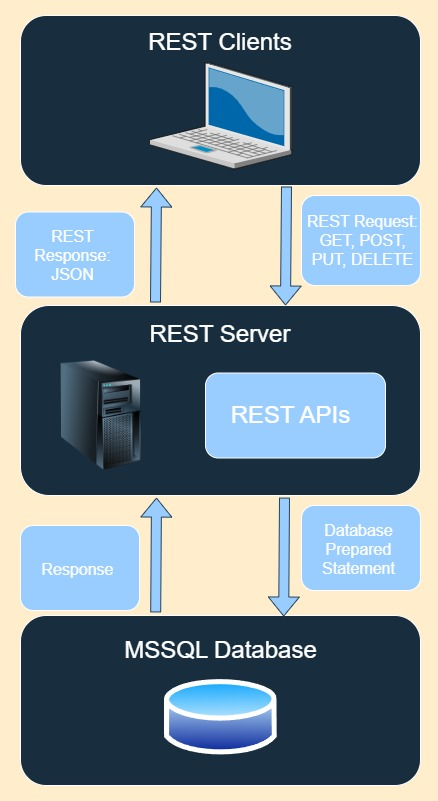 REST Clients
REST
Response:
JSON
REST Request:
GET, POST,
PUT, DELETE
REST Server
REST APIs
Response
Database
Prepared
Statement
MSSQL Database